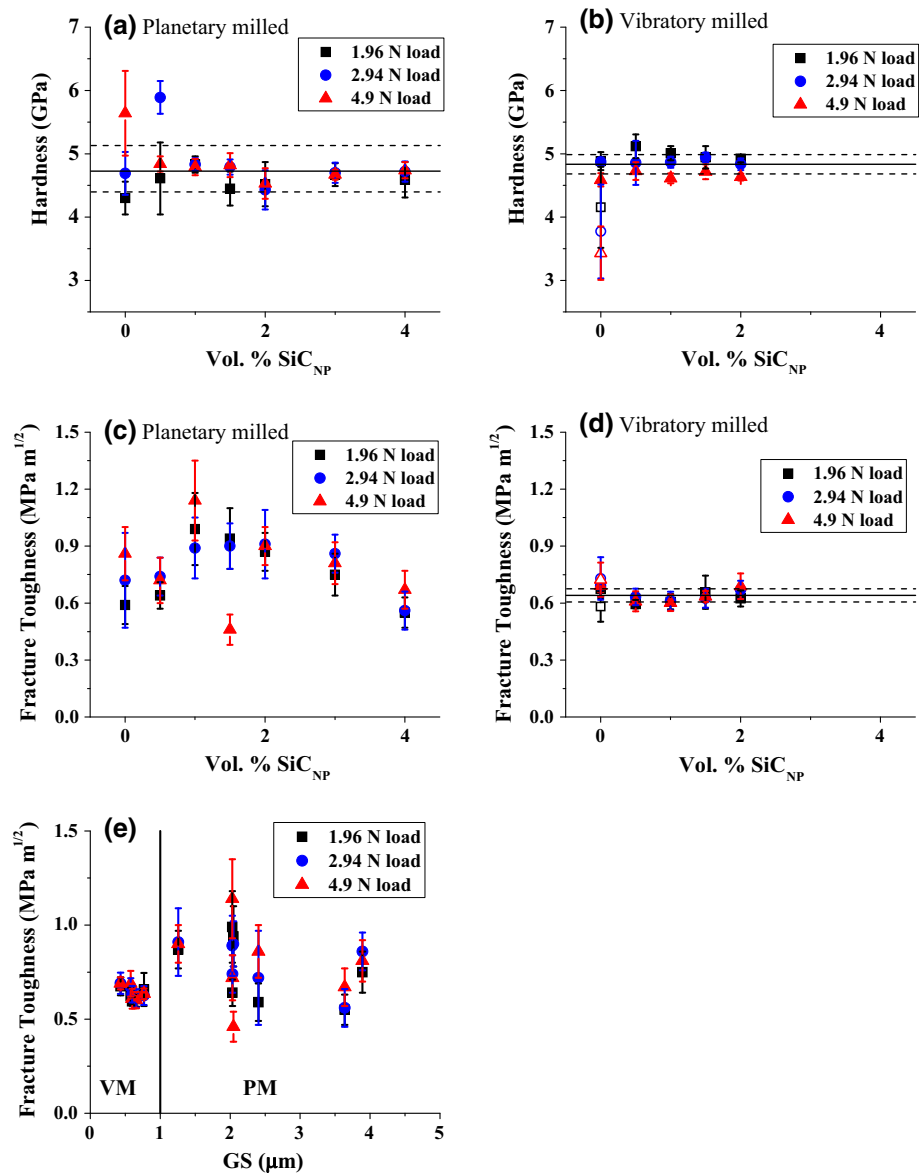 (a) Planetary milled
1.96 N load
2.94 N load
4.9 N load
Hardness (GPa)
7
6
5
4
3
0 2 4
Vol. % SiC_NP
(b) Vibratory milled
1.96 N load
2.94 N load
4.9 N load
Hardness (GPa)
7
6
5
4
3
0 2 4
Vol. % SiC_NP
(c) Planetary milled
1.96 N load
2.94 N load
4.9 N load
Fracture Toughness (MPa m^1/2)
1.5
1.2
0.9
0.6
0.3
0.0
0 2 4
Vol. % SiC_NP
(d) Vibratory milled
1.96 N load
2.94 N load
4.9 N load
Fracture Toughness (MPa m^1/2)
1.5
1.2
0.9
0.6
0.3
0.0
0 2 4
Vol. % SiC_NP
(e)
1.96 N load
2.94 N load
4.9 N load
Fracture Toughness (MPa m^1/2)
1.5
1.0
0.5
0.0
VM PM
0 1 2 3 4 5
GS (μm)